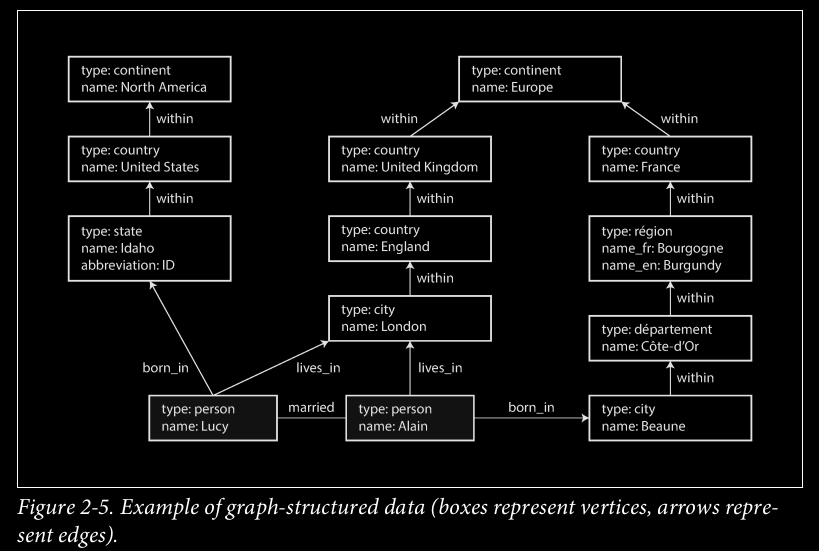 type: continent
name: North America
type: continent
name: Europe
within
within
within
type: country
name: United States
type: country
name: United Kingdom
type: country
name: France
within
within
within
type: state
name: Idaho
abbreviation: ID
type: country
name: England
type: région
name_fr: Bourgogne
name_en: Burgundy
within
within
type: city
name: London
type: département
name: Côte-d'Or
born_in
lives_in
lives_in
within
type: person
name: Lucy
married
type: person
name: Alain
born_in
type: city
name: Beaune
Figure 2-5. Example of graph-structured data (boxes represent vertices, arrows repre-
sent edges).